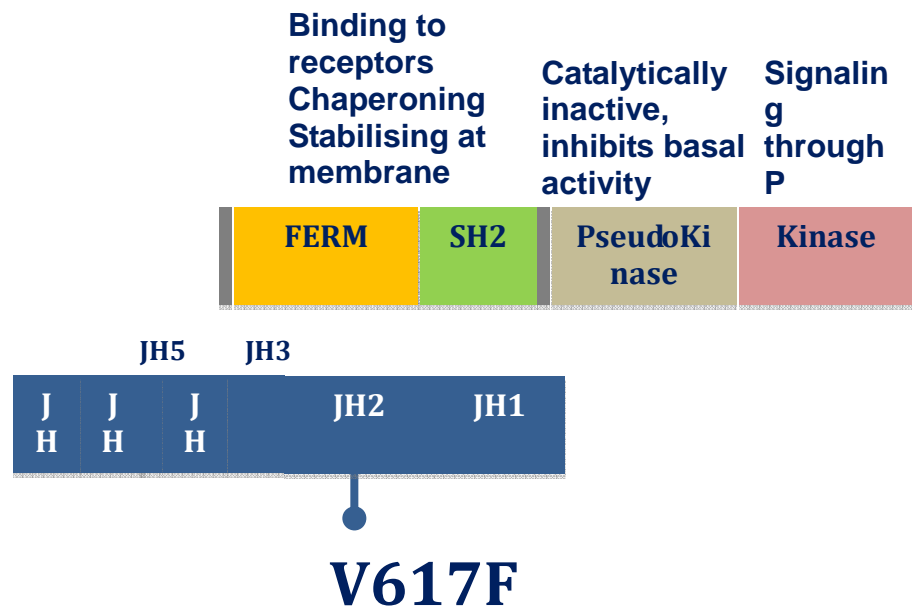 Binding to
receptors
Chaperoning
Stabilising at
membrane
Catalytically
inactive,
inhibits basal
activity
Signalin
g
through
P
FERM
SH2
PseudoKi
nase
Kinase
JH5
JH3
J
H
J
H
J
H
JH2
JH1
V617F